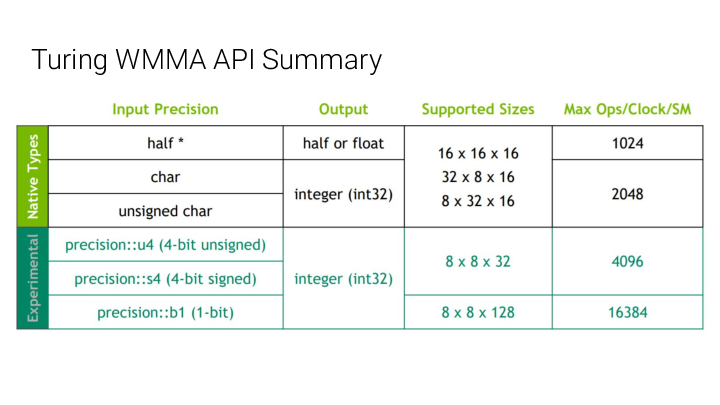 Turing WMMA API Summary
Input Precision Output Supported Sizes Max Ops/Clock/SM
Native Types
half * half or float 1024
16 x 16 x 16
char 32 x 8 x 16
integer (int32) 2048
8 x 32 x 16
unsigned char
Experimental
precision::u4 (4-bit unsigned)
8 x 8 x 32 4096
precision::s4 (4-bit signed) integer (int32)
precision::b1 (1-bit) 8 x 8 x 128 16384